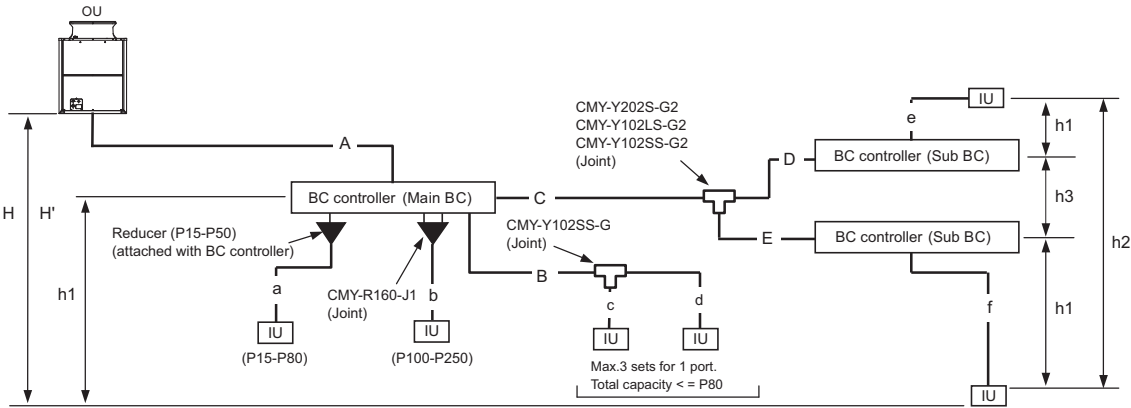 OU
CMY-Y202S-G2
CMY-Y102LS-G2
CMY-Y102SS-G2
(Joint)
IU
e
h1
A
D
BC controller (Sub BC)
BC controller (Main BC)
C
H
H'
h3
Reducer (P15-P50)
(attached with BC controller)
CMY-Y102SS-G
(Joint)
E
BC controller (Sub BC)
h2
B
a
CMY-R160-J1
(Joint)
b
c
d
f
h1
h1
IU
(P15-P80)
IU
(P100-P250)
IU
IU
Max.3 sets for 1 port.
Total capacity < = P80
IU